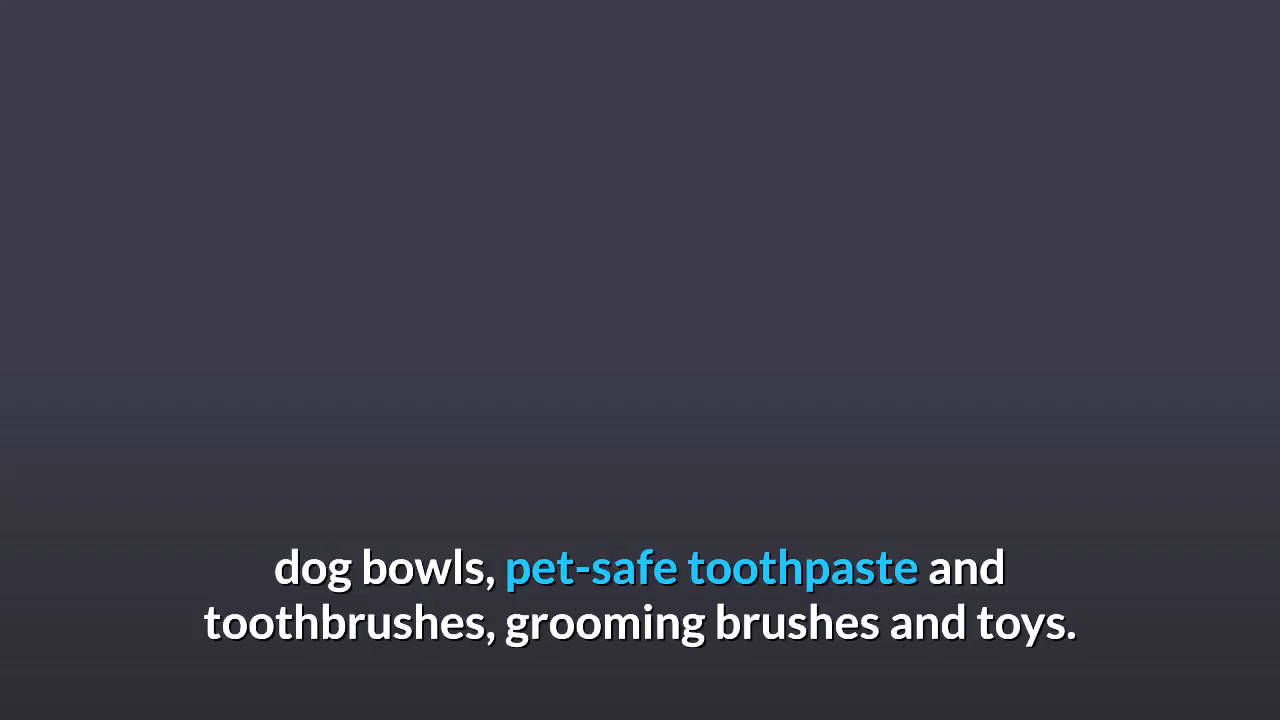 dog bowls, pet-safe toothpaste and
toothbrushes, grooming brushes and toys.